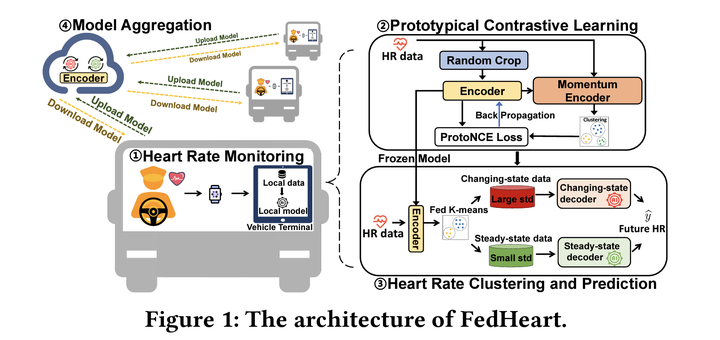 ④Model Aggregation
Upload Model
Download Model
Encoder
Upload Model
Download Model
Upload Model
Download Model
①Heart Rate Monitoring
Local data
Local model
Vehicle Terminal
②Prototypical Contrastive Learning
HR data
Random Crop
Encoder
Momentum
Encoder
Back Propagation
Clustering
ProtoNCE Loss
Frozen Model
Changing-state data
Large std
Changing-state
decoder
Encoder
Fed K-means
HR data
ŷ
Future HR
Steady-state data
Small std
Steady-state
decoder
③Heart Rate Clustering and Prediction
Figure 1: The architecture of FedHeart.